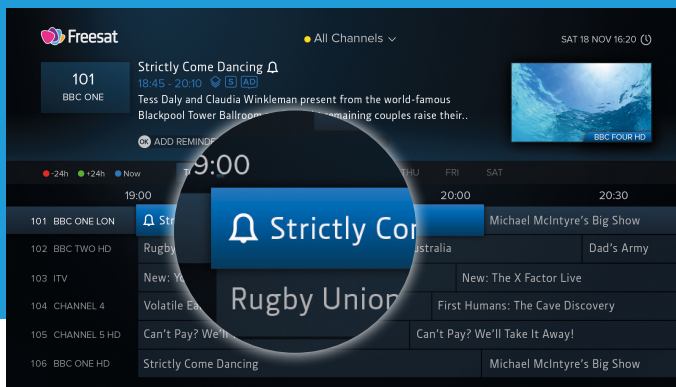 Freesat
All Channels
SAT 18 NOV 16:20
101
BBC ONE
Strictly Come Dancing
18:45 - 20:10 S AD
Tess Daly and Claudia Winkleman present from the world-famous
Blackpool Tower Ballroom remaining couples raise their..
OK ADD REMINDE
BBC FOUR HD
-24h +24h Now
THU FRI SAT
9:00
19:00 20:00 20:30
101 BBC ONE LON Str Michael McIntyre's Big Show
Strictly Co
102 BBC TWO HD Rugby ustralia Dad's Army
103 ITV New: Yo New: The X Factor Live
Rugby Union
104 CHANNEL 4 Volatile Ea First Humans: The Cave Discovery
105 CHANNEL 5 HD Can't Pay? We'll Can't Pay? We'll Take It Away!
106 BBC ONE HD Strictly Come Dancing Michael McIntyre's Big Show